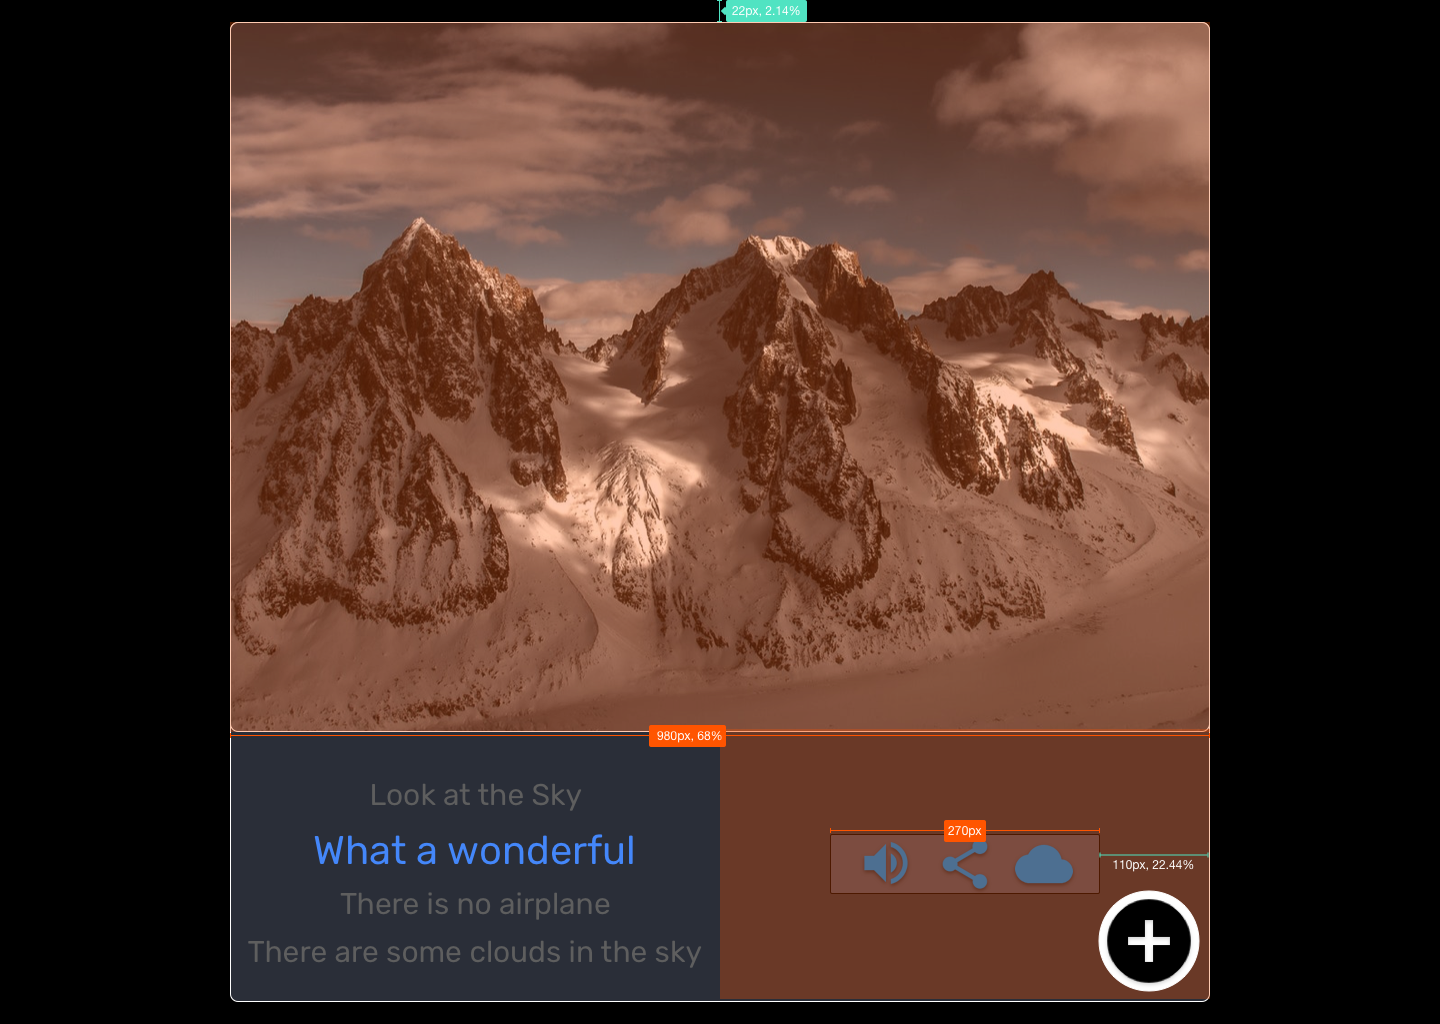 22px, 2.14%
980px, 68%
Look at the Sky
What a wonderful
There is no airplane
There are some clouds in the sky
270px
110px, 22.44%